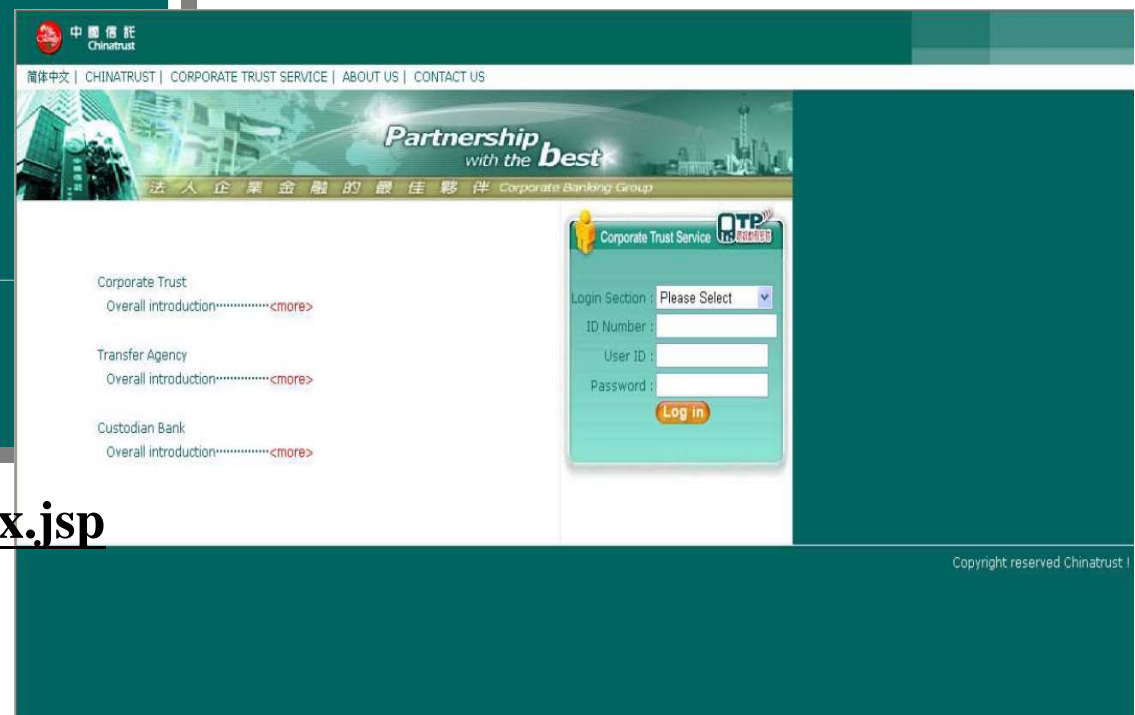 中國信託
Chinatrust
简体中文 | CHINATRUST | CORPORATE TRUST SERVICE | ABOUT US | CONTACT US
Partnership
with the best
法人企業金融的最佳夥伴 Corporate Banking Group
Corporate Trust Service OTP
Corporate Trust
Overall introduction··············<more>
Transfer Agency
Overall introduction··············<more>
Custodian Bank
Overall introduction··············<more>
Login Section : Please Select
ID Number :
User ID :
Password :
Log in
x.jsp
Copyright reserved Chinatrust !